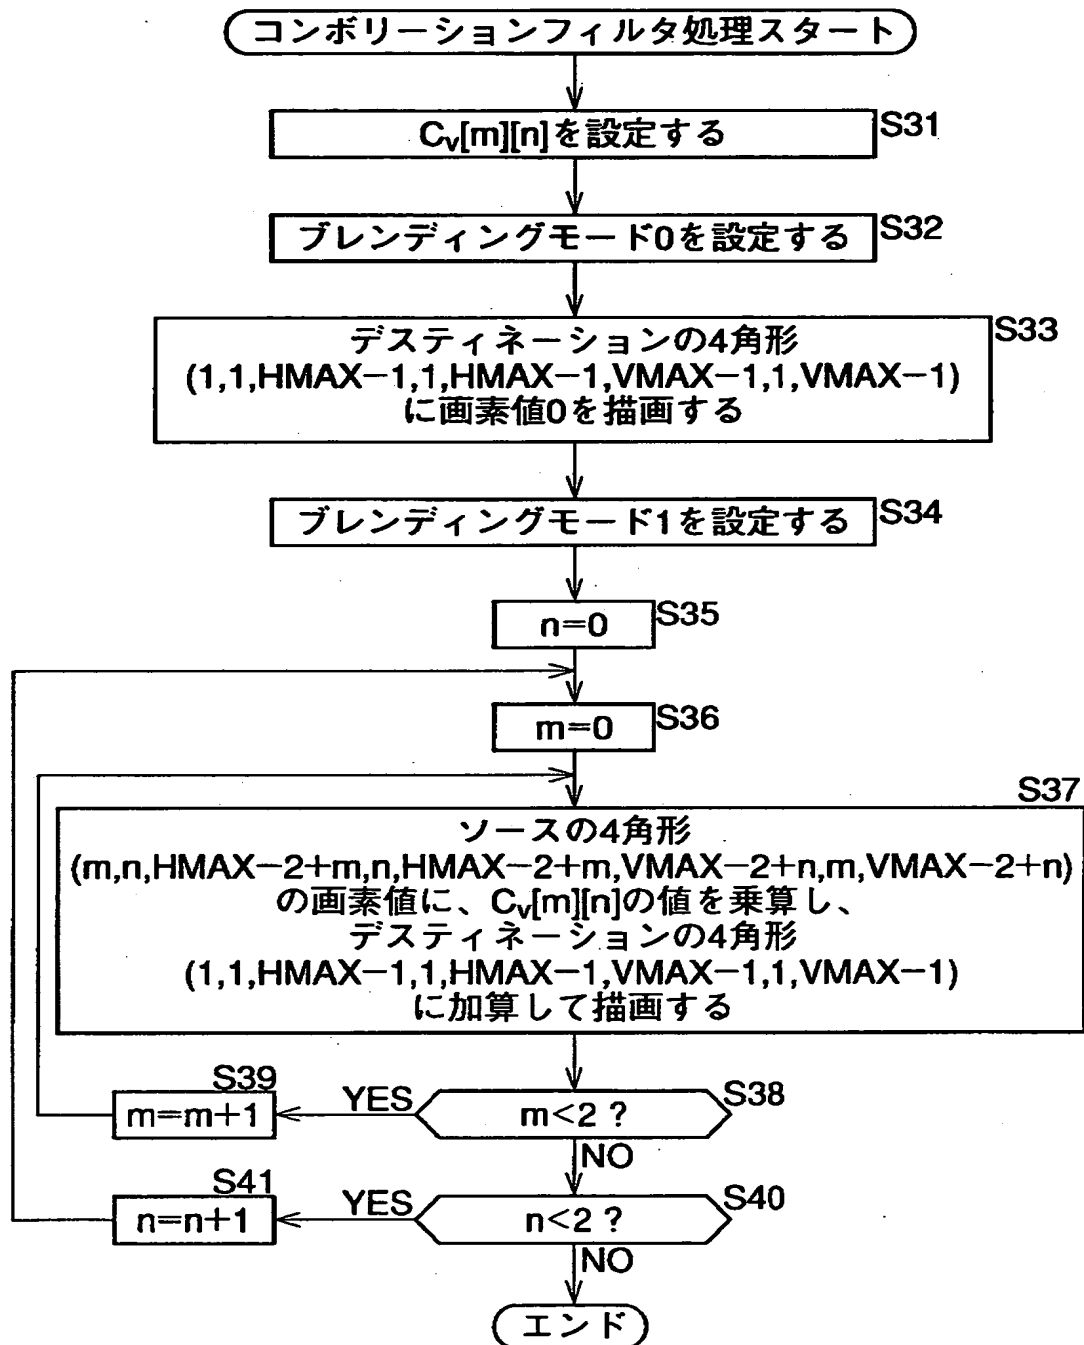 コンボリーションフィルタ処理スタート
Cv[m][n]を設定する
S31
ブレンディングモード0を設定する
S32
デスティネーションの4角形
(1,1,HMAX−1,1,HMAX−1,VMAX−1,1,VMAX−1)
に画素値0を描画する
S33
ブレンディングモード1を設定する
S34
n=0
S35
m=0
S36
S37
ソースの4角形
(m,n,HMAX−2+m,n,HMAX−2+m,VMAX−2+n,m,VMAX−2+n)
の画素値に、Cv[m][n]の値を乗算し、
デスティネーションの4角形
(1,1,HMAX−1,1,HMAX−1,VMAX−1,1,VMAX−1)
に加算して描画する
S39
m=m+1
YES
m<2 ?
S38
NO
S41
n=n+1
YES
n<2 ?
S40
NO
エンド